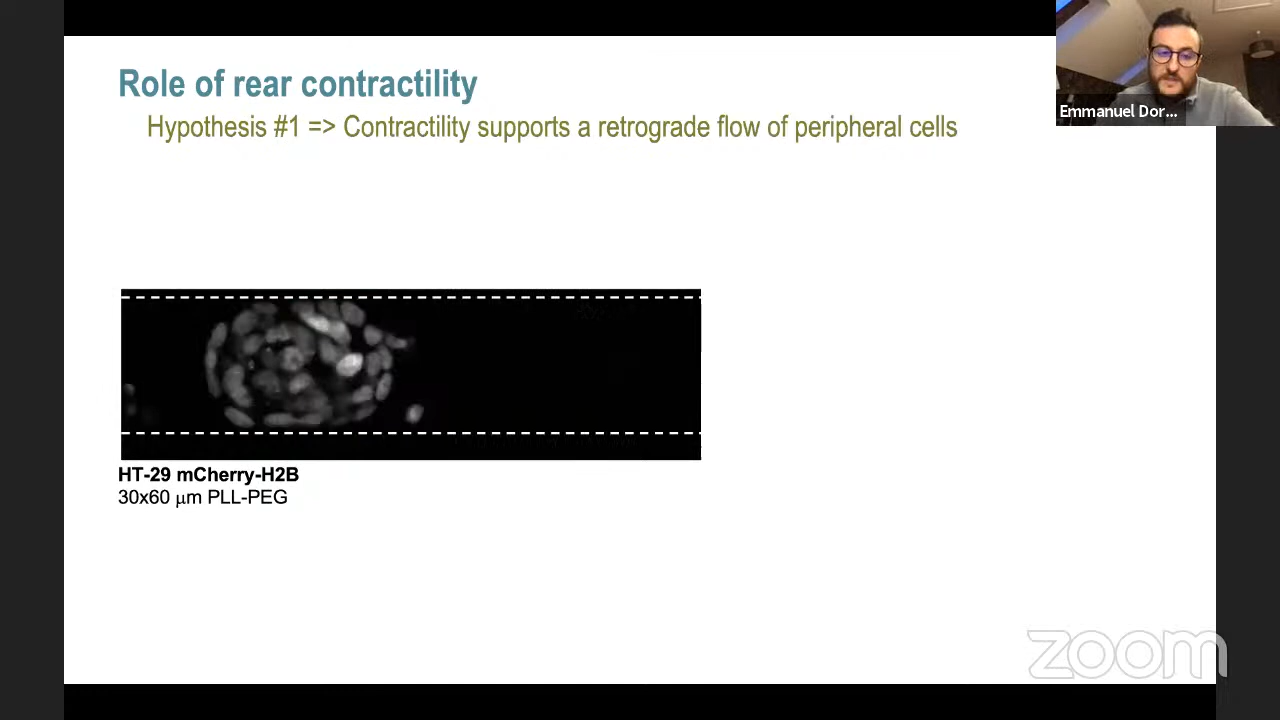 Role of rear contractility
Hypothesis #1 => Contractility supports a retrograde flow of peripheral cells
Emmanuel Dor...
HT-29 mCherry-H2B
30x60 μm PLL-PEG
zoom